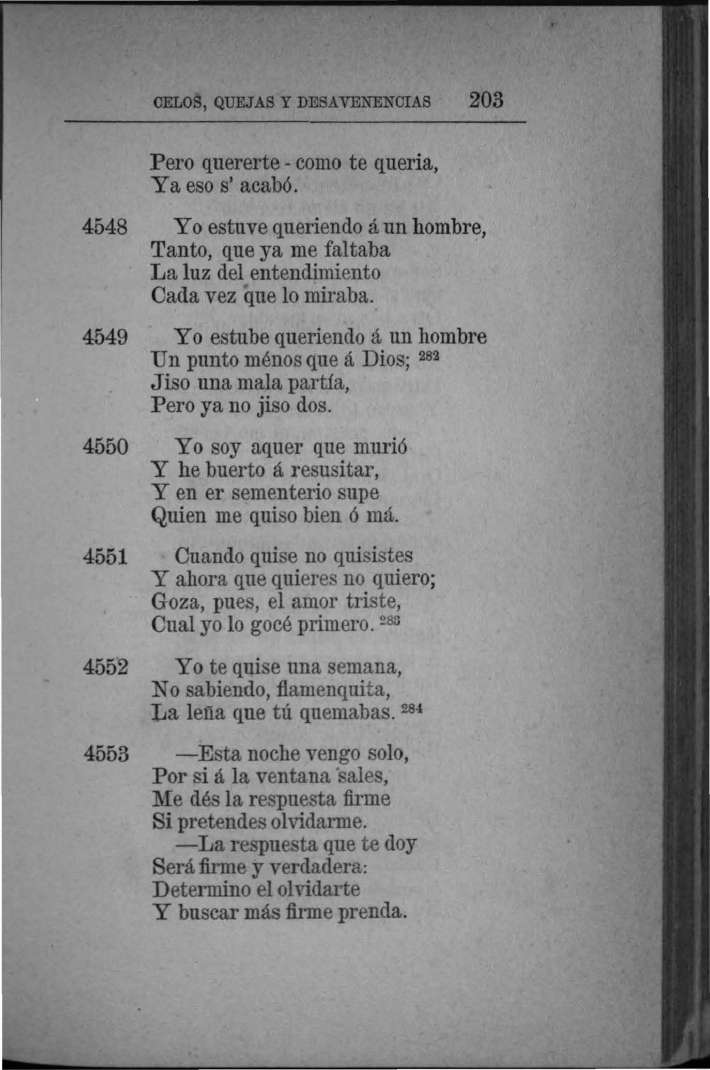 CELOS, QUEJAS Y DESAVENENCIAS 203
Pero quererte - como te queria,
Ya eso s' acabó.
4548 Yo estuve queriendo á un hombre,
Tanto, que ya me faltaba
La luz del entendimiento
Cada vez que lo miraba.
4549 Yo estube queriendo á un hombre
Un punto ménos que á Dios; 282
Jiso una mala partía,
Pero ya no jiso dos.
4550 Yo soy aquer que murió
Y he buerto á resusitar,
Y en er sementerio supe
Quien me quiso bien ó má.
4551 Cuando quise no quisistes
Y ahora que quieres no quiero;
Goza, pues, el amor triste,
Cual yo lo gocé primero. 283
4552 Yo te quise una semana,
No sabiendo, flamenquita,
La leña que tú quemabas. 284
4553 —Esta noche vengo solo,
Por si á la ventana sales,
Me dés la respuesta firme
Si pretendes olvidarme.
—La respuesta que te doy
Será firme y verdadera:
Determino el olvidarte
Y buscar más firme prenda.